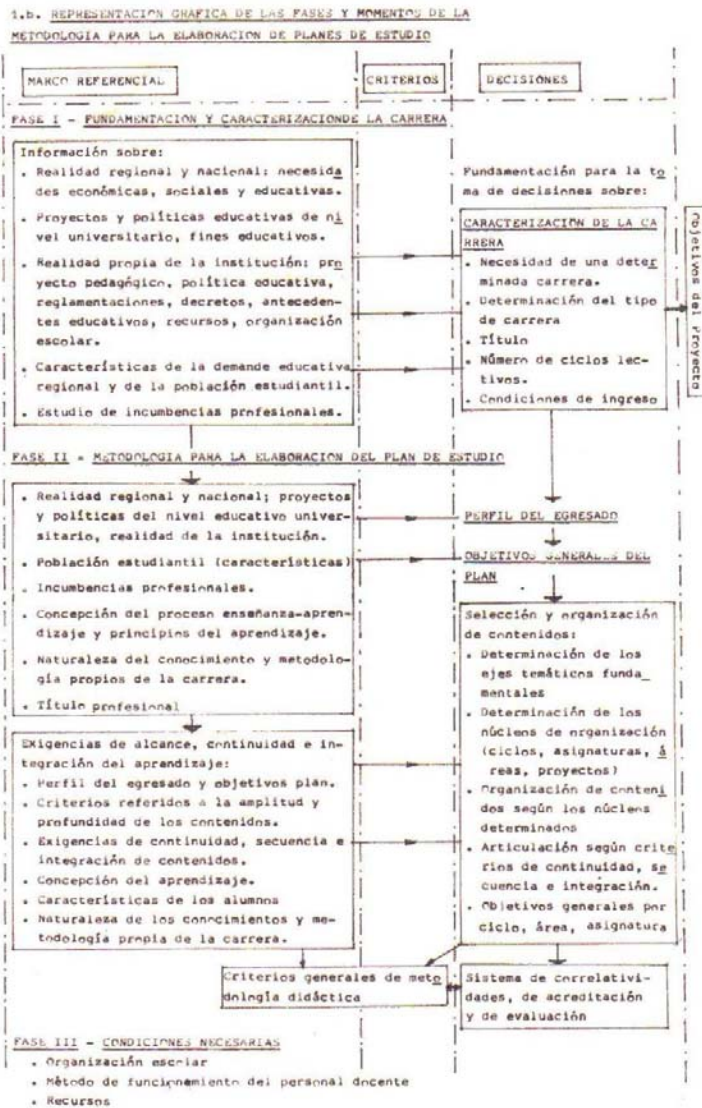 1.b. REPRESENTACION GRAFICA DE LAS FASES Y MOMENTOS DE LA
METODOLOGIA PARA LA ELABORACION DE PLANES DE ESTUDIO
MARCO REFERENCIAL
CRITERIOS
DECISIONES
FASE I - FUNDAMENTACION Y CARACTERIZACIONDE LA CARRERA
Información sobre:
. Realidad regional y nacional: necesida
des económicas, sociales y educativas.
. Proyectos y políticas educativas de ni
vel universitario, fines educativos.
. Realidad propia de la institución: pro
yecto pedagógico, política educativa,
reglamentaciones, decretos, anteceden-
tes educativos, recursos, organización
escolar.
. Características de la demande educativa
regional y de la población estudiantil.
. Estudio de incumbencias profesionales.
Fundamentación para la to
ma de decisiones sobre:
CARACTERIZACIÓN DE LA CA
RRERA
. Necesidad de una deter
minada carrera.
. Determinación del tipo
de carrera
. Título
. Número de ciclos lec-
tivos.
. Condiciones de ingreso
Objetivos del Proyecto
FASE II - METODOLOGIA PARA LA ELABORACION DEL PLAN DE ESTUDIO
. Realidad regional y nacional; proyectos
y políticas del nivel educativo univer-
sitario, realidad de la institución.
. Población estudiantil (características)
. Incumbencias profesionales.
. Concepción del proceso enseñanza-apren-
dizaje y principios del aprendizaje.
. Naturaleza del conocimiento y metodolo-
gía propios de la carrera.
. Título profesional
PERFIL DEL EGRESADO
OBJETIVOS GENERALES DEL
PLAN
Exigencias de alcance, continuidad e in-
tegración del aprendizaje:
. Perfil del egresado y objetivos plan.
. Criterios referidos a la amplitud y
profundidad de los contenidos.
. Exigencias de continuidad, secuencia e
integración de contenidos.
. Concepción del aprendizaje.
. Características de los alumnos
. Naturaleza de los conocimientos y me-
todología propia de la carrera.
Selección y organización
de contenidos:
. Determinación de los
ejes temáticos funda_
mentales
. Determinación de los
núcleos de organización
(ciclos, asignaturas, á
reas, proyectos)
. Organización de conteni
dos según los núcleos
determinados
. Articulación según crite
rios de continuidad, se
cuencia e integración.
. Objetivos generales por
ciclo, área, asignatura
Criterios generales de meto
dología didáctica
Sistema de correlativi-
dades, de acreditación
y de evaluación
FASE III - CONDICIONES NECESARIAS
. Organización escolar
. Método de funcionamiento del personal docente
. Recursos